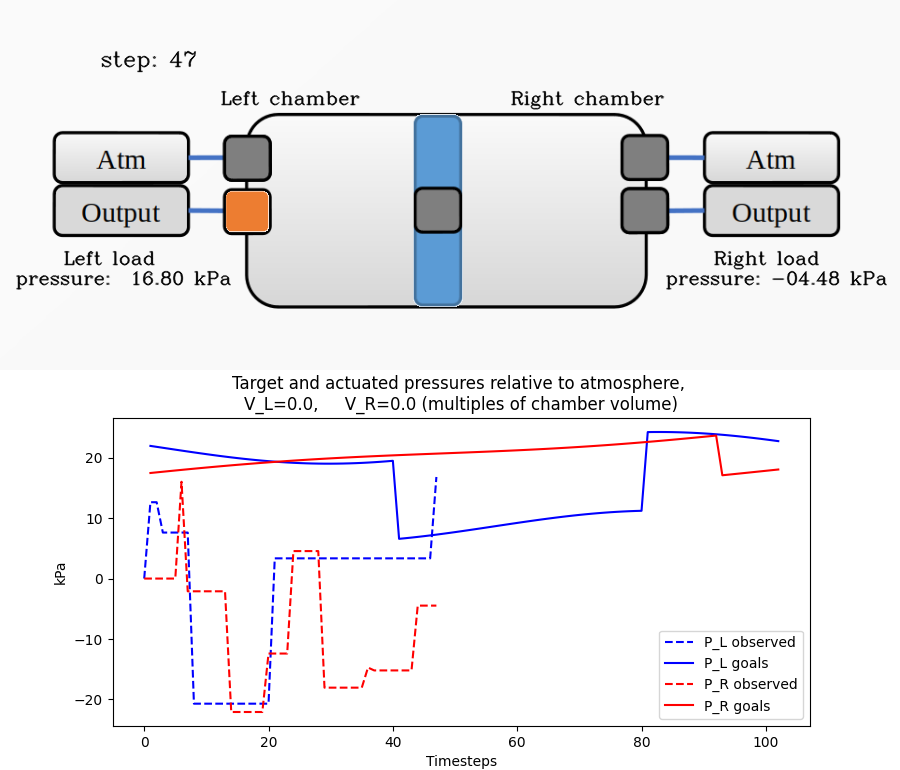 step: 47
Left chamber
Right chamber
Atm
Atm
Output
Output
Left load
pressure: 16.80 kPa
Right load
pressure: −04.48 kPa
Target and actuated pressures relative to atmosphere,
V_L=0.0, V_R=0.0 (multiples of chamber volume)
20
10
0
−10
−20
kPa
P_L observed
P_L goals
P_R observed
P_R goals
0 20 40 60 80 100
Timesteps